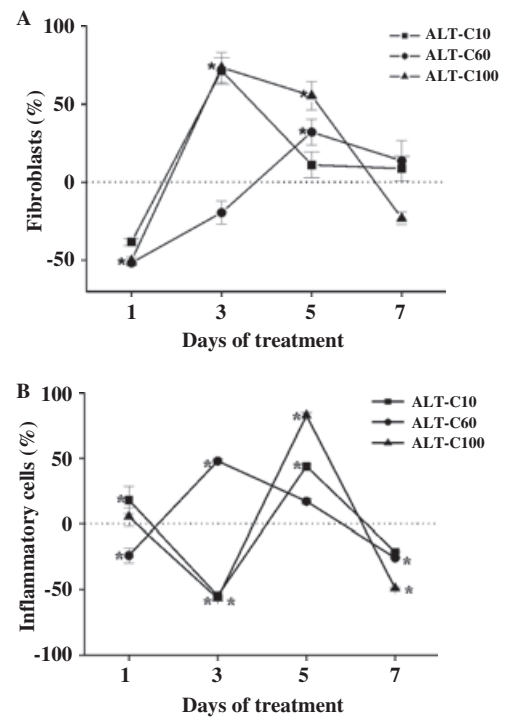 A
100
50
0
-50
Fibroblasts (%)
ALT-C10
ALT-C60
ALT-C100
* * * *
1 3 5 7
Days of treatment
B
100
50
0
-50
-100
Inflammatory cells (%)
ALT-C10
ALT-C60
ALT-C100
* * * * * * * * *
1 3 5 7
Days of treatment